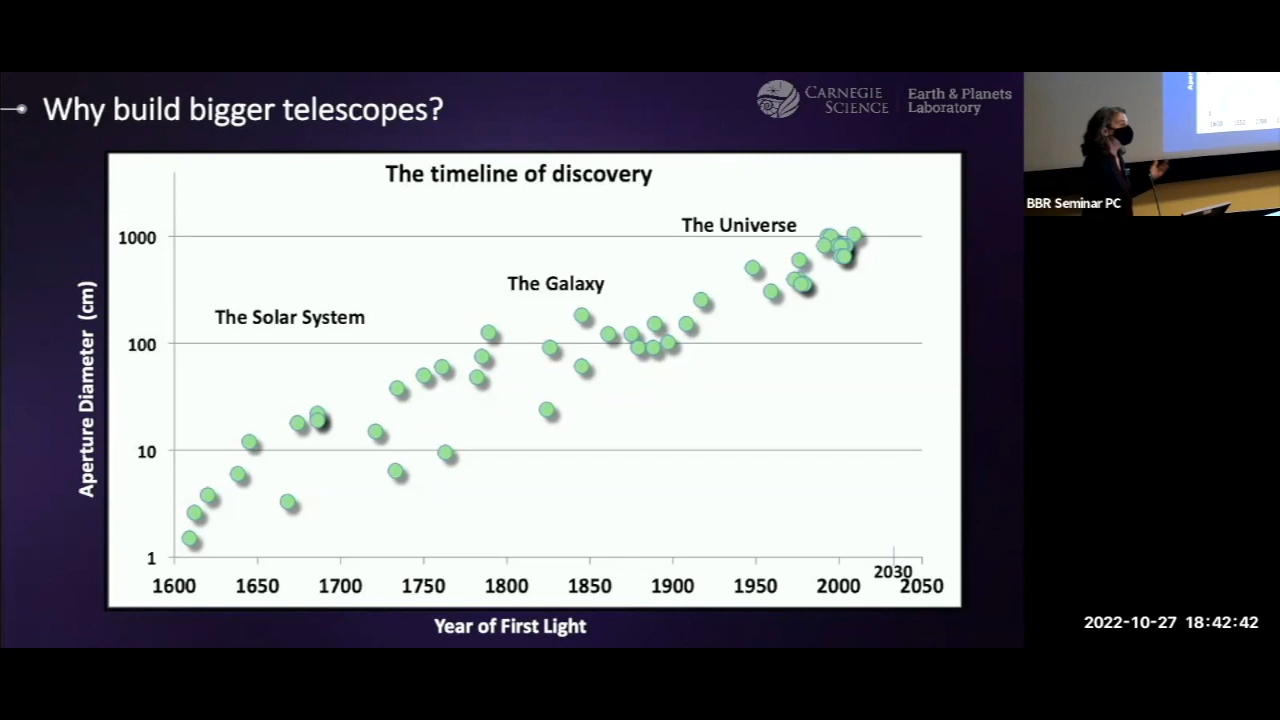 Why build bigger telescopes?
CARNEGIE
SCIENCE
Earth & Planets
Laboratory
The timeline of discovery
The Universe
The Galaxy
The Solar System
Aperture Diameter (cm)
1000
100
10
1
1600 1650 1700 1750 1800 1850 1900 1950 2000 2050
2030
Year of First Light
BBR Seminar PC
2022-10-27 18:42:42